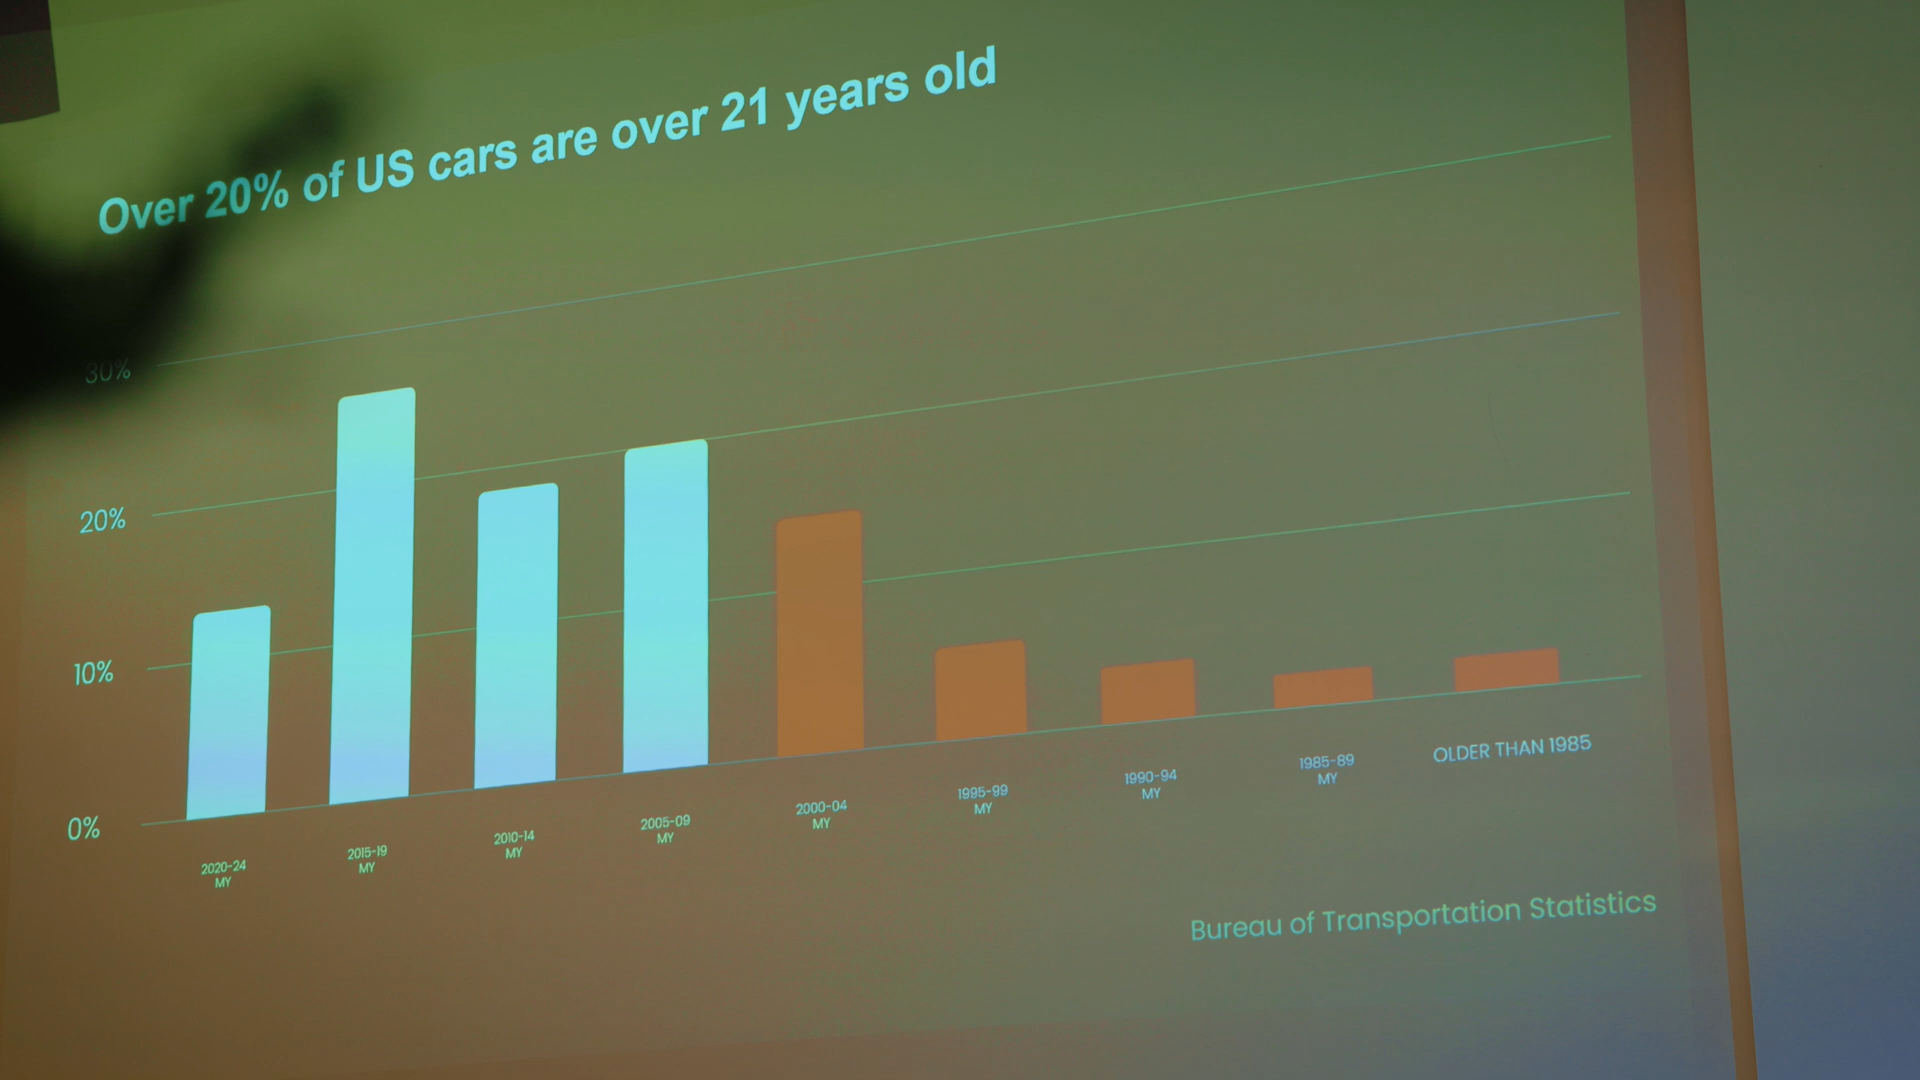 Over 20% of US cars are over 21 years old
30%
20%
10%
0%
2020-24
MY
2015-19
MY
2010-14
MY
2005-09
MY
2000-04
MY
1995-99
MY
1990-94
MY
1985-89
MY
OLDER THAN 1985
Bureau of Transportation Statistics